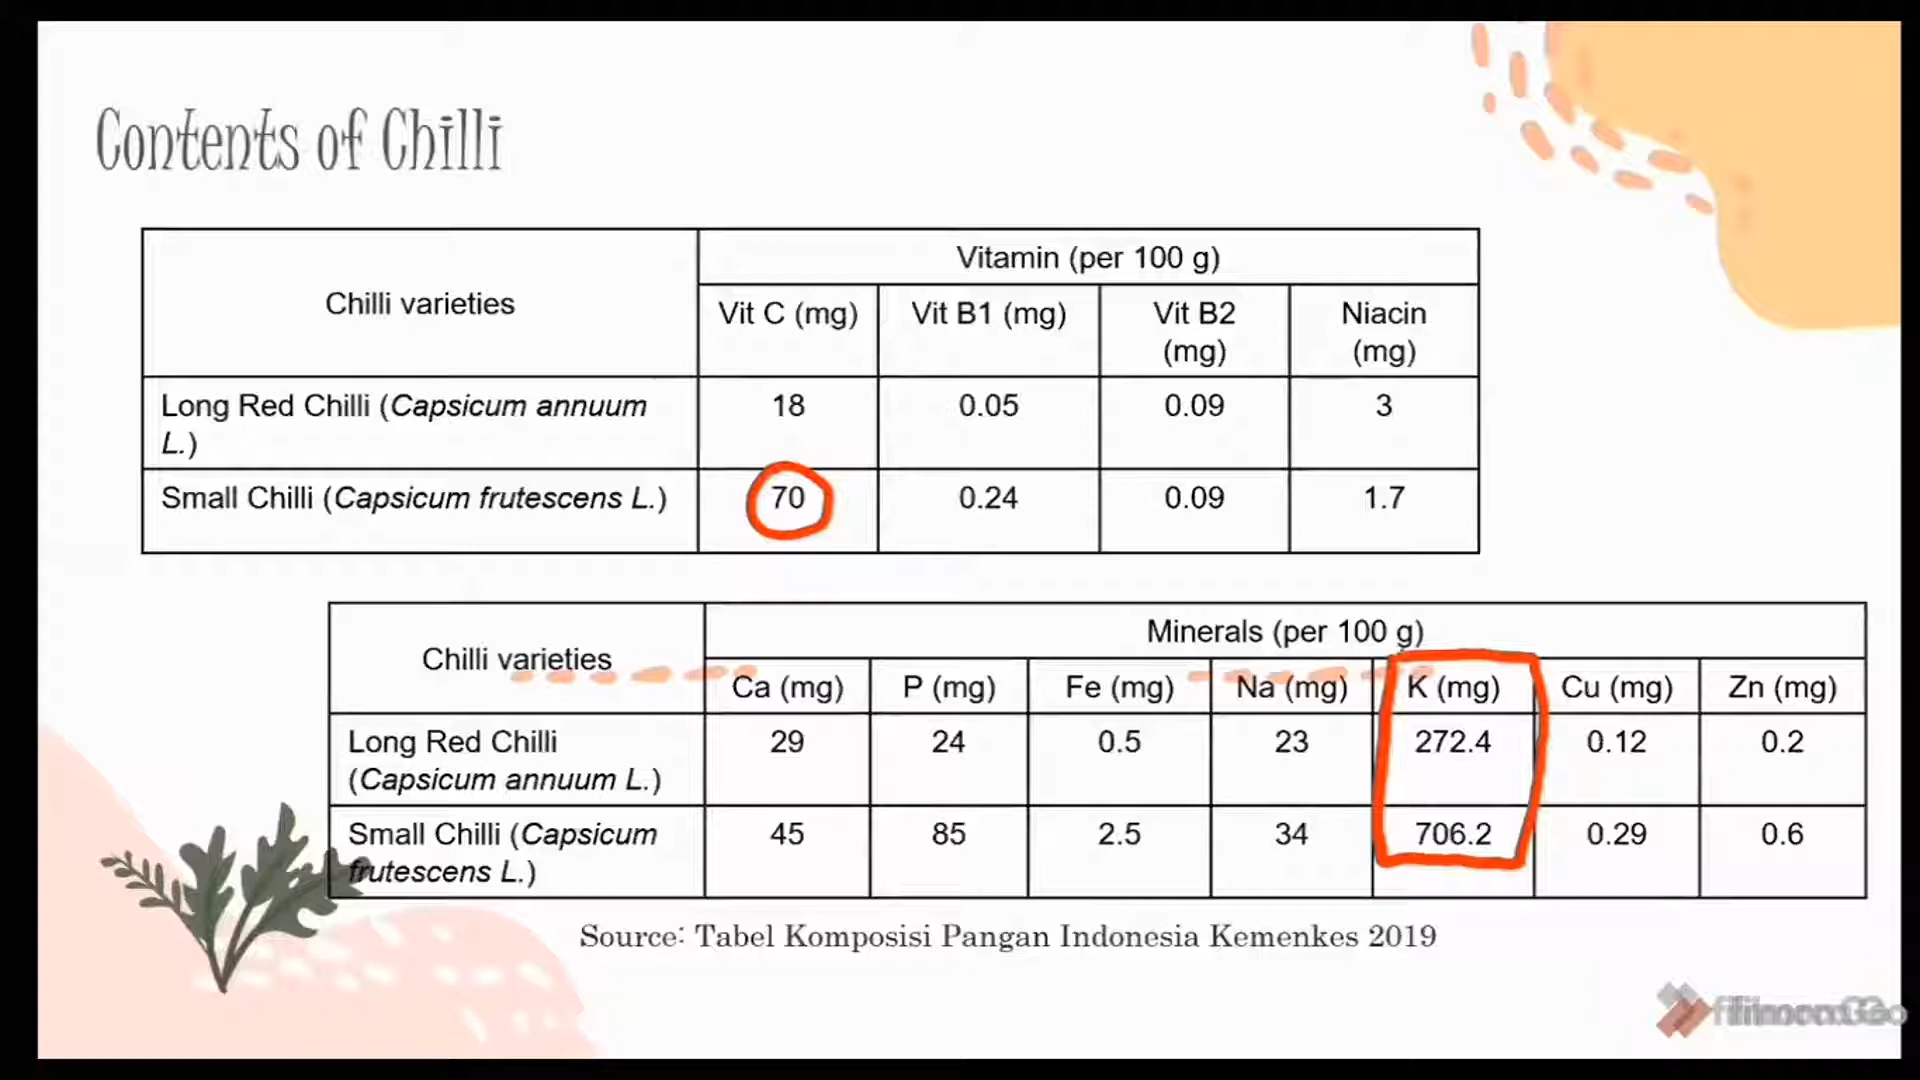 Contents of Chilli
Chilli varieties
Vitamin (per 100 g)
Vit C (mg) Vit B1 (mg) Vit B2 (mg) Niacin (mg)
Long Red Chilli (Capsicum annuum L.) 18 0.05 0.09 3
Small Chilli (Capsicum frutescens L.) 70 0.24 0.09 1.7
Chilli varieties
Minerals (per 100 g)
Ca (mg) P (mg) Fe (mg) Na (mg) K (mg) Cu (mg) Zn (mg)
Long Red Chilli (Capsicum annuum L.) 29 24 0.5 23 272.4 0.12 0.2
Small Chilli (Capsicum frutescens L.) 45 85 2.5 34 706.2 0.29 0.6
Source: Tabel Komposisi Pangan Indonesia Kemenkes 2019